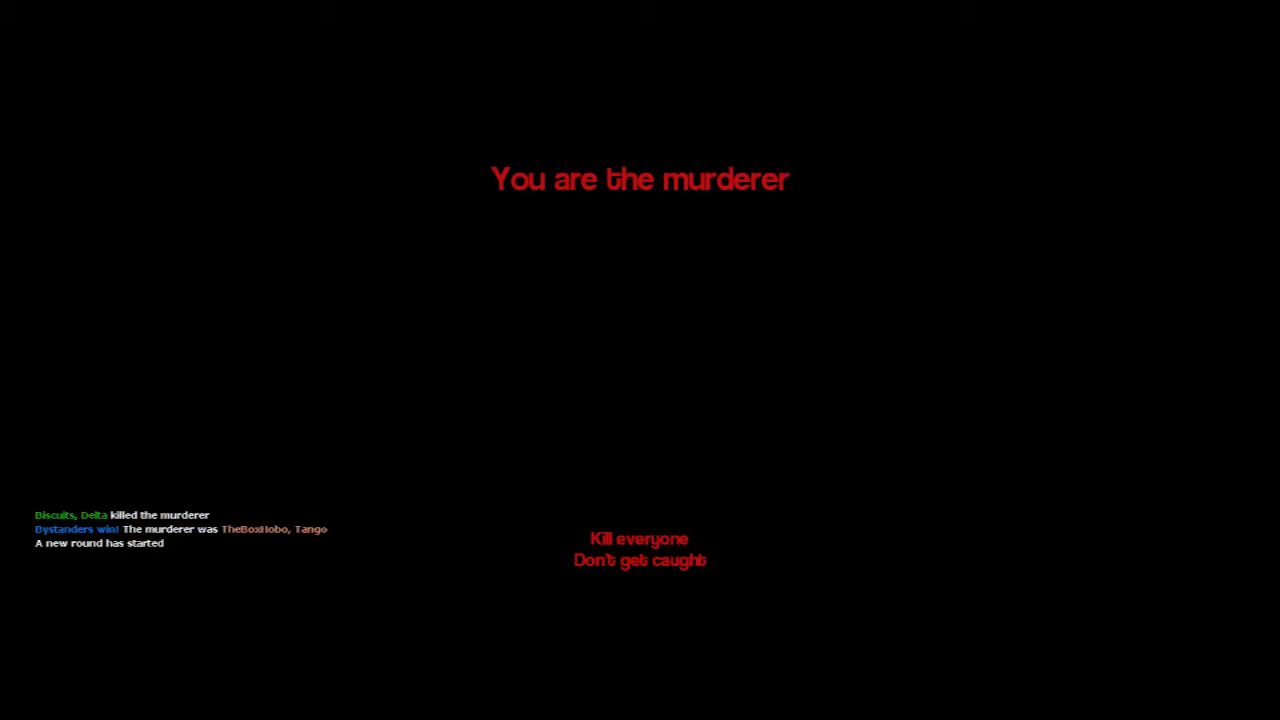 You are the murderer
Biscuits, Delta killed the murderer
Bystanders win! The murderer was TheBoxHobo, Tango
A new round has started
Kill everyone
Don't get caught